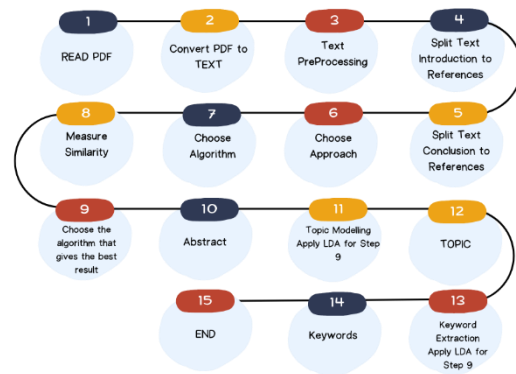 1
READ PDF
2
Convert PDF to
TEXT
3
Text
PreProcessing
4
Split Text
Introduction to
References
5
Split Text
Conclusion to
References
6
Choose
Approach
7
Choose
Algorithm
8
Measure
Similarity
9
Choose the
algorithm that
gives the best
result
10
Abstract
11
Topic Modelling
Apply LDA for Step
9
12
TOPIC
13
Keyword
Extraction
Apply LDA for Step
9
14
Keywords
15
END